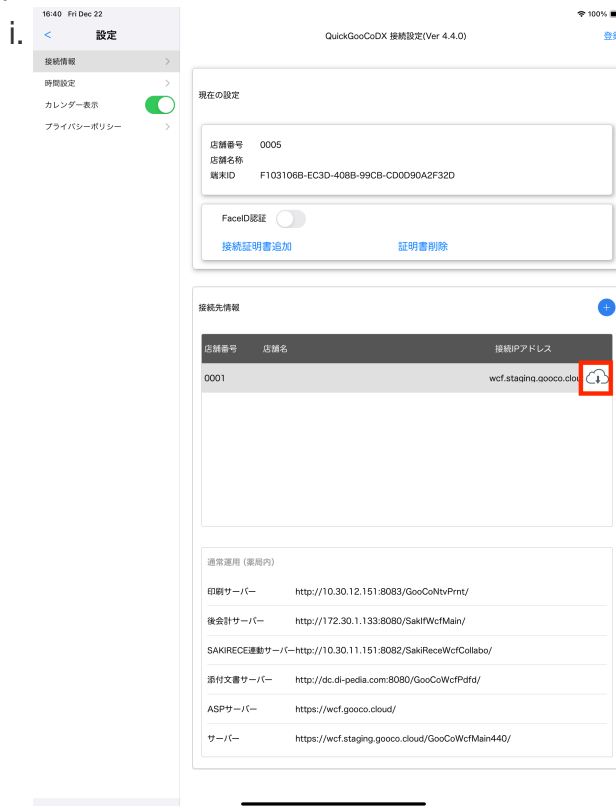 16:40 Fri Dec 22
100%
i.
< 設定
QuickGooCoDX 接続設定(Ver 4.4.0)
接続情報 >
時間設定 >
カレンダー表示
プライバシーポリシー >
現在の設定
店舗番号 0005
店舗名称
端末ID F103106B-EC3D-408B-99CB-CD0D90A2F32D
FaceID認証
接続証明書追加 証明書削除
接続先情報
店舗番号 店舗名 接続IPアドレス
0001 wcf.staging.gooco.clou
通常運用 (薬局内)
印刷サーバー http://10.30.12.151:8083/GooCoNtvPrnt/
後会計サーバー http://172.30.1.133:8080/SakIfWcfMain/
SAKIRECE連動サーバーhttp://10.30.11.151:8082/SakiReceWcfCollabo/
添付文書サーバー http://dc.di-pedia.com:8080/GooCoWcfPdfd/
ASPサーバー https://wcf.gooco.cloud/
サーバー https://wcf.staging.gooco.cloud/GooCoWcfMain440/